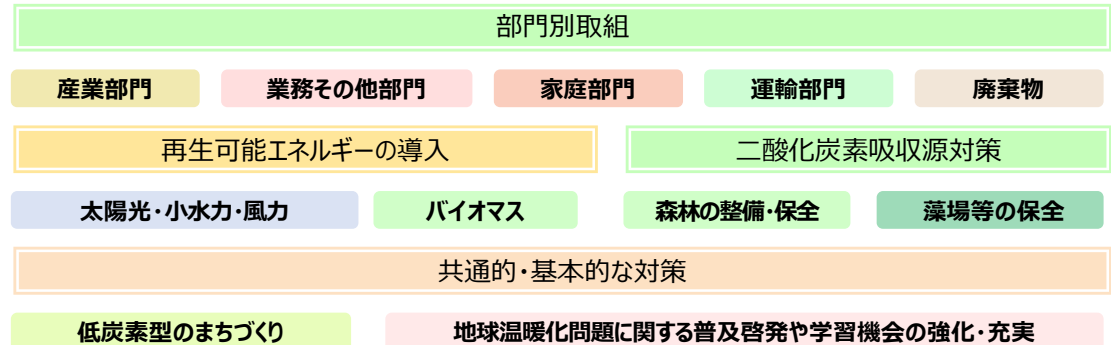 部門別取組
産業部門 業務その他部門 家庭部門 運輸部門 廃棄物
再生可能エネルギーの導入 二酸化炭素吸収源対策
太陽光・小水力・風力 バイオマス 森林の整備・保全 藻場等の保全
共通的・基本的な対策
低炭素型のまちづくり 地球温暖化問題に関する普及啓発や学習機会の強化・充実